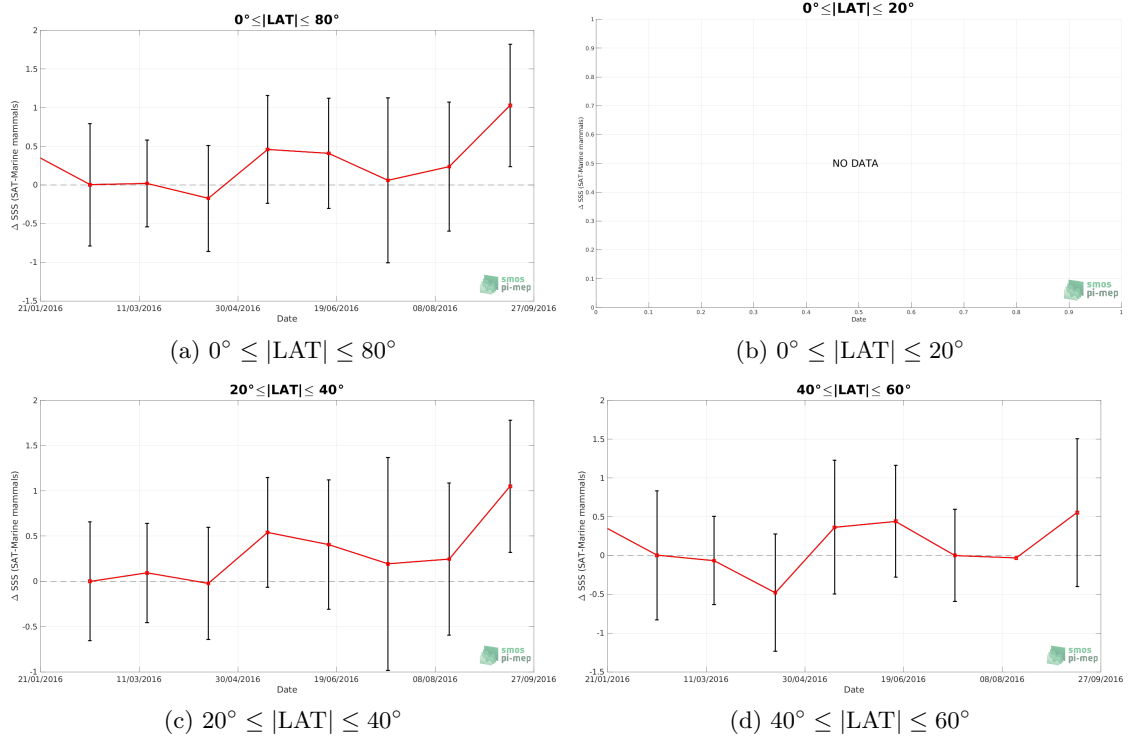 0°≤|LAT|≤ 80°
2
1.5
1
0.5
0
-0.5
-1
-1.5
Δ SSS (SAT-Marine mammals)
21/01/2016 11/03/2016 30/04/2016 19/06/2016 08/08/2016 27/09/2016
Date
smos
pi-mep
(a) 0° ≤ |LAT| ≤ 80°
0°≤|LAT|≤ 20°
1
0.9
0.8
0.7
0.6
0.5
0.4
0.3
0.2
0.1
0
Δ SSS (SAT-Marine mammals)
NO DATA
0 0.1 0.2 0.3 0.4 0.5 0.6 0.7 0.8 0.9 1
Date
smos
pi-mep
(b) 0° ≤ |LAT| ≤ 20°
20°≤|LAT|≤ 40°
2
1.5
1
0.5
0
-0.5
-1
Δ SSS (SAT-Marine mammals)
21/01/2016 11/03/2016 30/04/2016 19/06/2016 08/08/2016 27/09/2016
Date
smos
pi-mep
(c) 20° ≤ |LAT| ≤ 40°
40°≤|LAT|≤ 60°
2
1.5
1
0.5
0
-0.5
-1
-1.5
Δ SSS (SAT-Marine mammals)
21/01/2016 11/03/2016 30/04/2016 19/06/2016 08/08/2016 27/09/2016
Date
smos
pi-mep
(d) 40° ≤ |LAT| ≤ 60°